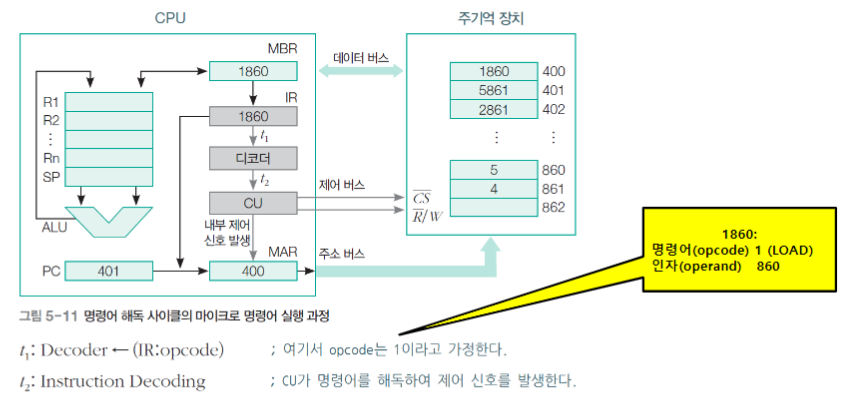 CPU
주기억 장치
MBR
1860
데이터 버스
1860 400
5861 401
2861 402
⋮ ⋮
5 860
4 861
862
IR
1860
R1
R2
⋮
Rn
SP
t₁
디코더
t₂
CU
제어 버스
C̅S̅
R̅/W
내부 제어
신호 발생
ALU
MAR
주소 버스
PC 401
400
1860:
명령어(opcode) 1 (LOAD)
인자(operand) 860
그림 5-11 명령어 해독 사이클의 마이크로 명령어 실행 과정
t₁: Decoder ← (IR:opcode) ; 여기서 opcode는 1이라고 가정한다.
t₂: Instruction Decoding ; CU가 명령어를 해독하여 제어 신호를 발생한다.